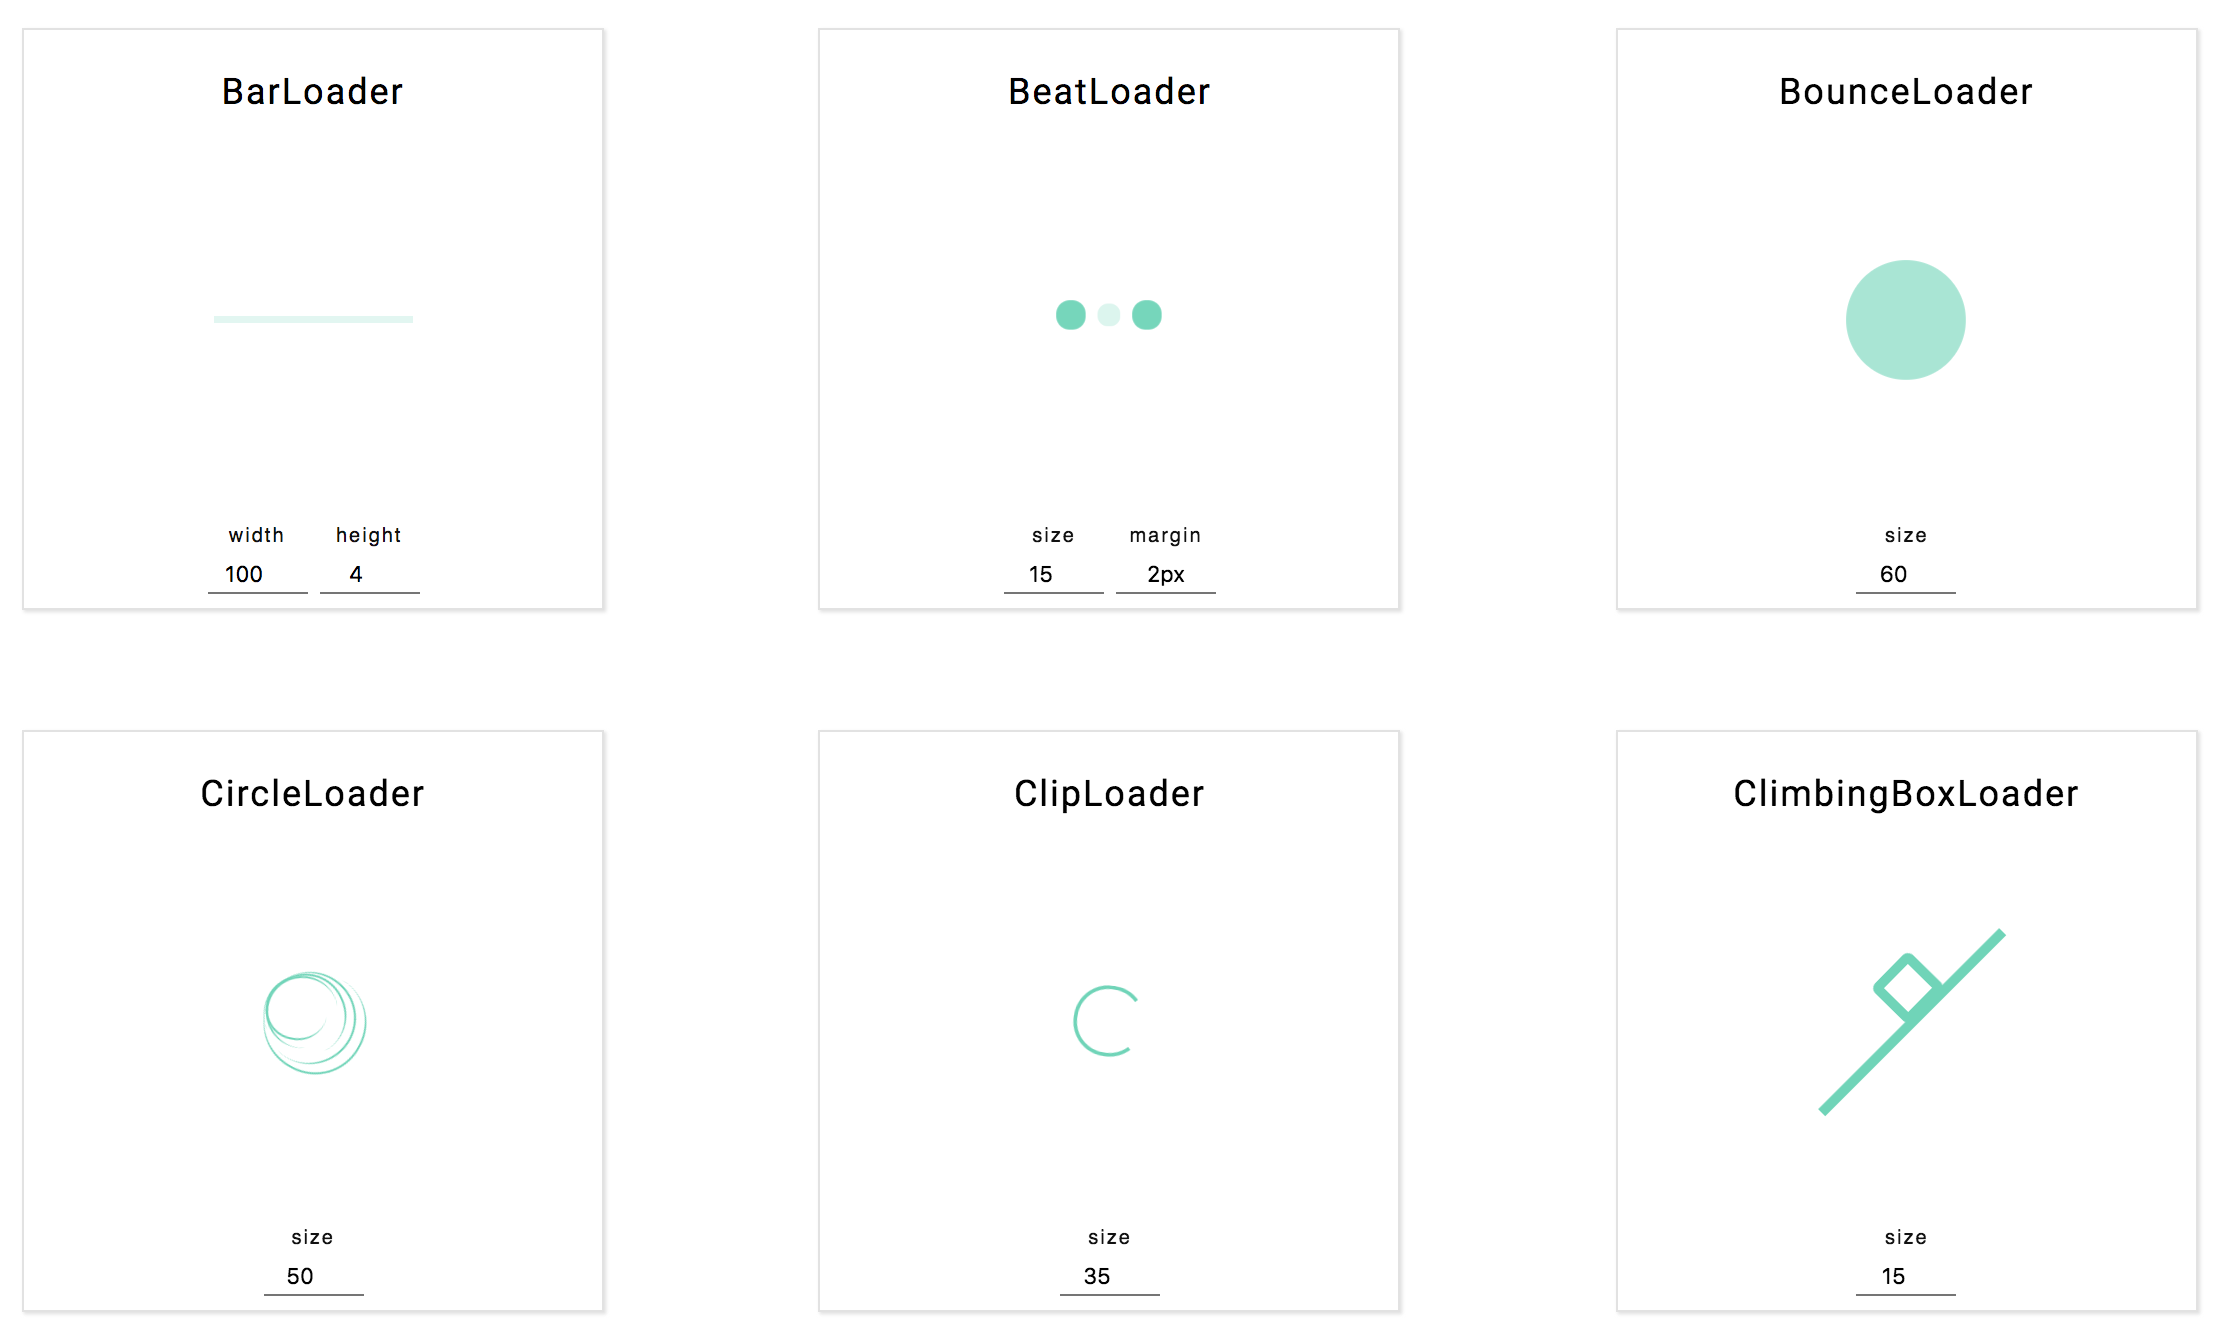 BarLoader
width height
100 4
BeatLoader
size margin
15 2px
BounceLoader
size
60
CircleLoader
size
50
ClipLoader
size
35
ClimbingBoxLoader
size
15